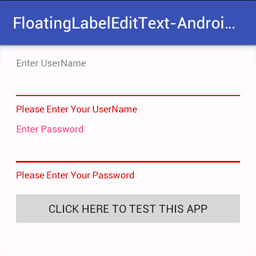 FloatingLabelEditText-Androi...
Enter UserName
Please Enter Your UserName
Enter Password
Please Enter Your Password
CLICK HERE TO TEST THIS APP